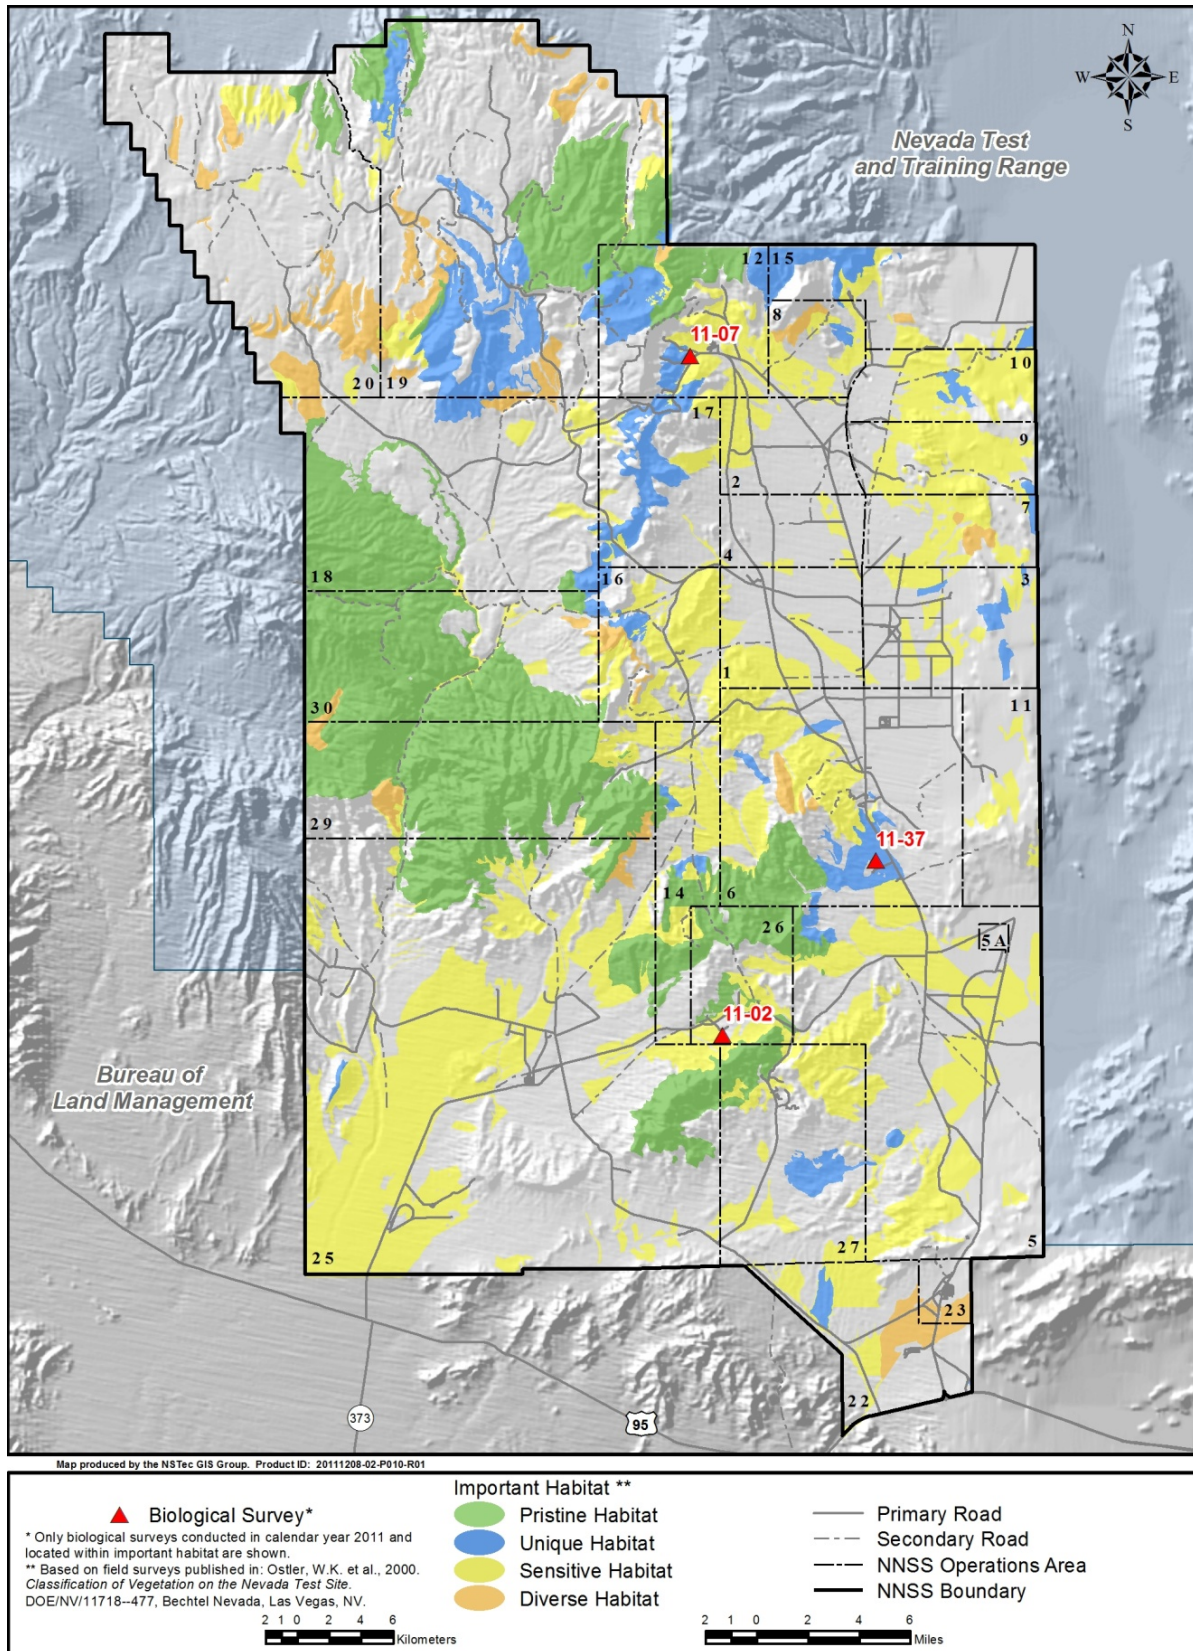 N
W E
S
Nevada Test
and Training Range
12 15
8
11-07
10
20 19
17
9
2
7
4
18
16
3
1
30
11
29
11-37
14
6
26
5A
11-02
Bureau of
Land Management
25
27
5
23
22
373
95
Map produced by the NSTec GIS Group. Product ID: 20111208-02-P010-R01
Important Habitat **
Biological Survey*
* Only biological surveys conducted in calendar year 2011 and
located within important habitat are shown.
** Based on field surveys published in: Ostler, W.K. et al., 2000.
Classification of Vegetation on the Nevada Test Site.
DOE/NV/11718--477, Bechtel Nevada, Las Vegas, NV.
Pristine Habitat
Unique Habitat
Sensitive Habitat
Diverse Habitat
Primary Road
Secondary Road
NNSS Operations Area
NNSS Boundary
2 1 0 2 4 6
Kilometers
2 1 0 2 4 6
Miles